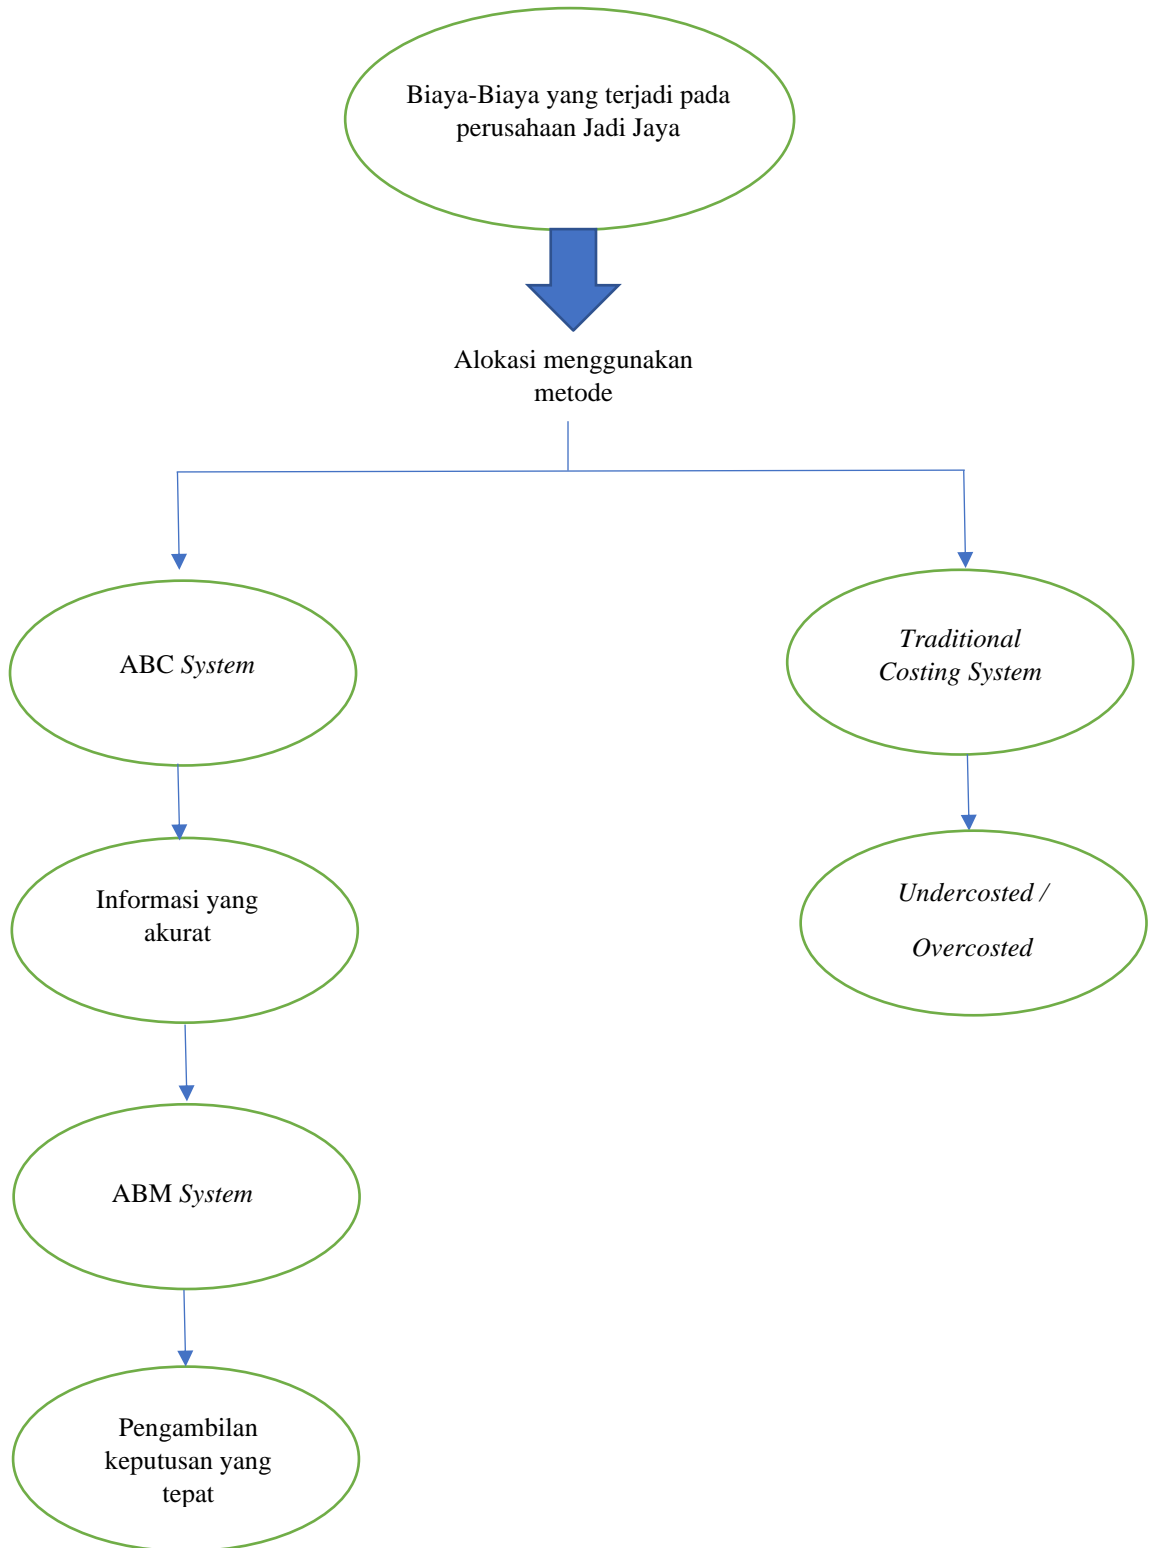 Biaya-Biaya yang terjadi pada
perusahaan Jadi Jaya
Alokasi menggunakan
metode
ABC System
Traditional
Costing System
Informasi yang
akurat
Undercosted /
Overcosted
ABM System
Pengambilan
keputusan yang
tepat